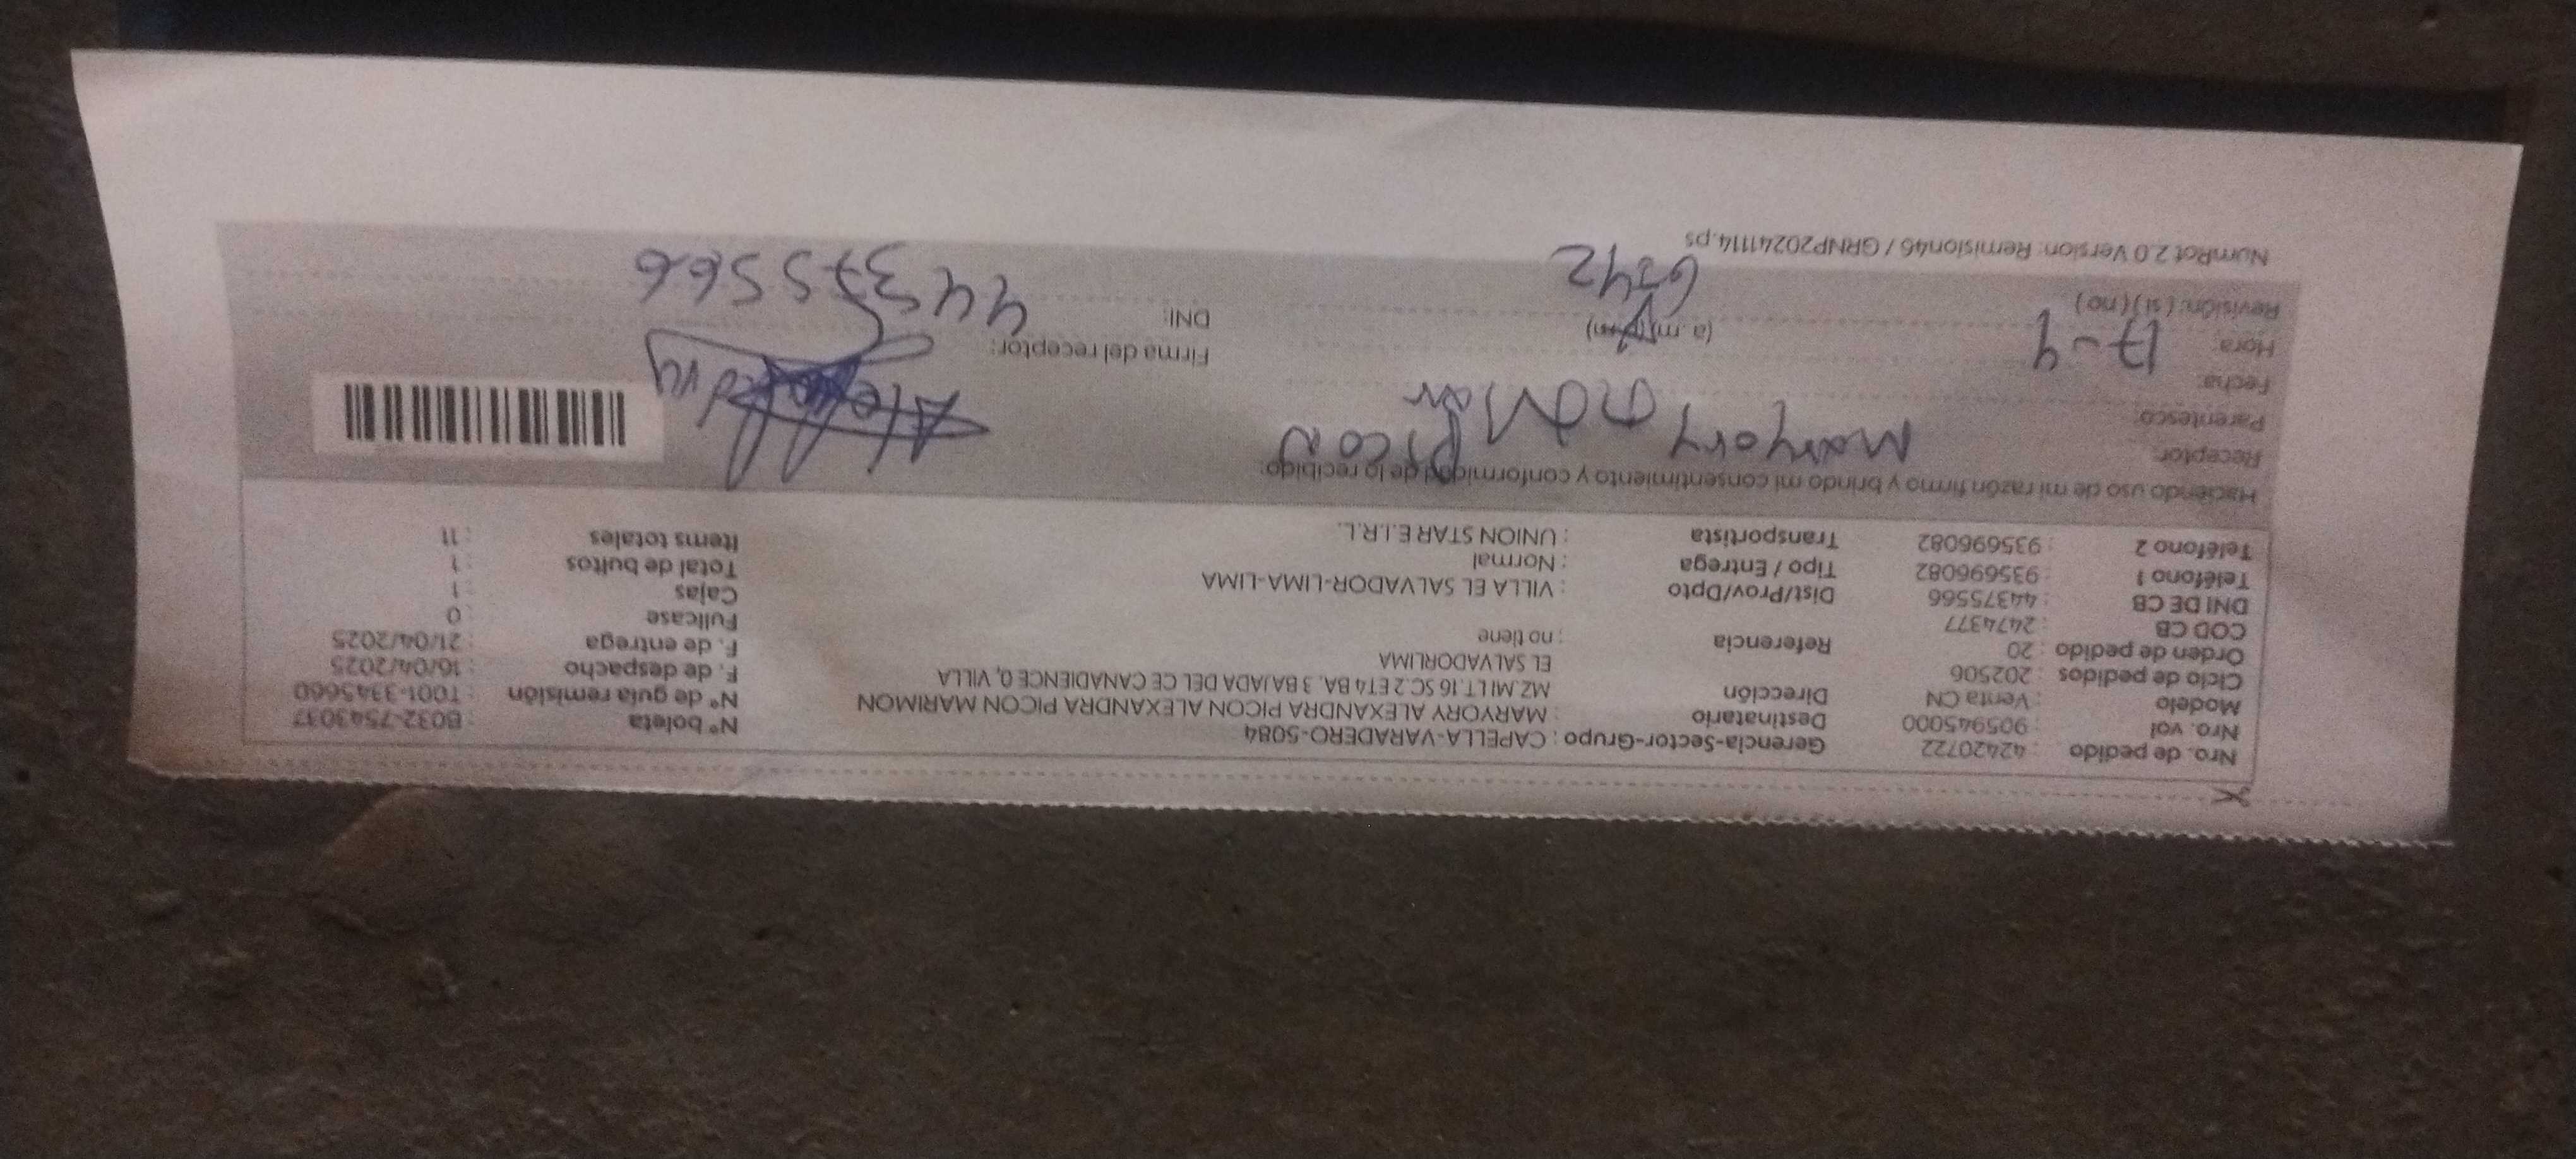 Nro. de pedido : 42420722 Gerencia-Sector-Grupo : CAPELLA-VARADERO-5084 N° boleta : B032-7543037
Nro. vol : 905945000 Destinatario : MARYORY ALEXANDRA PICON ALEXANDRA PICON MARIMON N° de guía remisión : T001-3345660
Modelo : Venta CN Dirección MZ.MI LT.16 SC.2 ET4 BA. 3 BAJADA DEL CE CANADIENCE 0, VILLA F. de despacho : 16/04/2025
Ciclo de pedidos : 202506 EL SALVADORLIMA F. de entrega : 21/04/2025
Orden de pedido : 20 Referencia : no tiene Fullcase : 0
COD CB : 2474377 Cajas : 1
DNI DE CB : 44375566 Dist/Prov/Dpto : VILLA EL SALVADOR-LIMA-LIMA Total de bultos : 1
Teléfono 1 : 935696082 Tipo / Entrega : Normal Items totales : 11
Teléfono 2 : 935696082 Transportista : UNION STAR E.I.R.L.
Haciendo uso de mi razón firmo y brindo mi consentimiento y conformidad de lo recibido:
Receptor: Maryory Picon
Parentesco:
Fecha: 17-4
Hora: (a.m)(p.m) Firma del receptor:
Revisión: (si) (no) 6:42 DNI: 44375566
NumRot 2.0 Version: Remision46 / GRNP20241114.ps